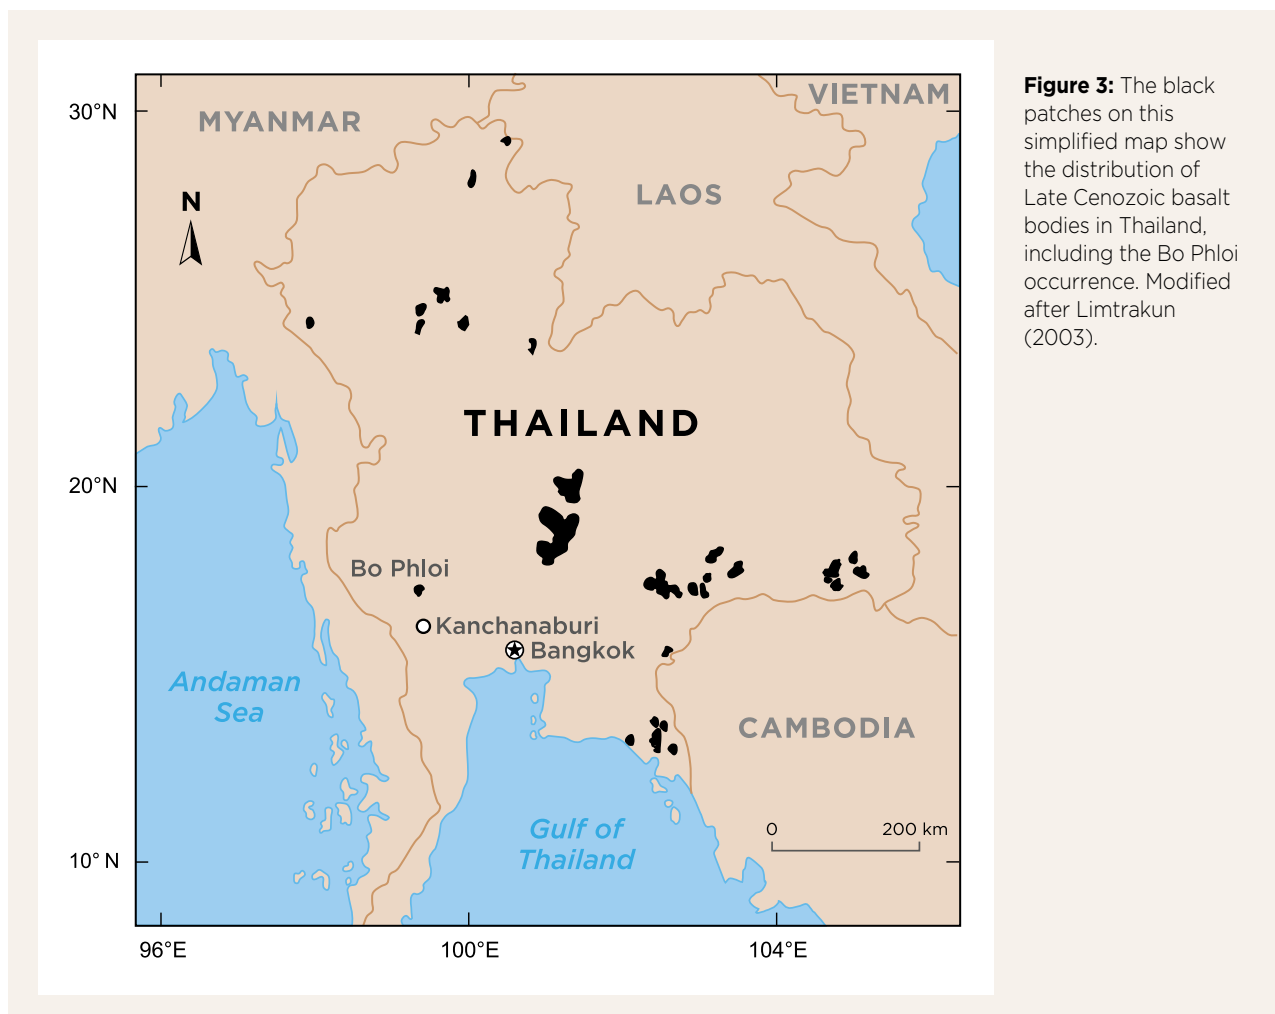 30°N
MYANMAR
VIETNAM
LAOS
N
THAILAND
20°N
Bo Phloi
Kanchanaburi
Bangkok
Andaman
Sea
CAMBODIA
Gulf of
Thailand
0 200 km
10° N
96°E 100°E 104°E
Figure 3: The black
patches on this
simplified map show
the distribution of
Late Cenozoic basalt
bodies in Thailand,
including the Bo Phloi
occurrence. Modified
after Limtrakun
(2003).